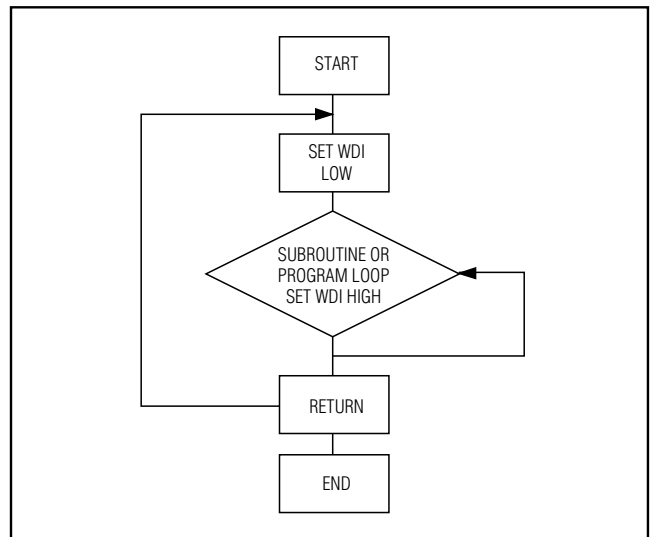 START
SET WDI
LOW
SUBROUTINE OR
PROGRAM LOOP
SET WDI HIGH
RETURN
END